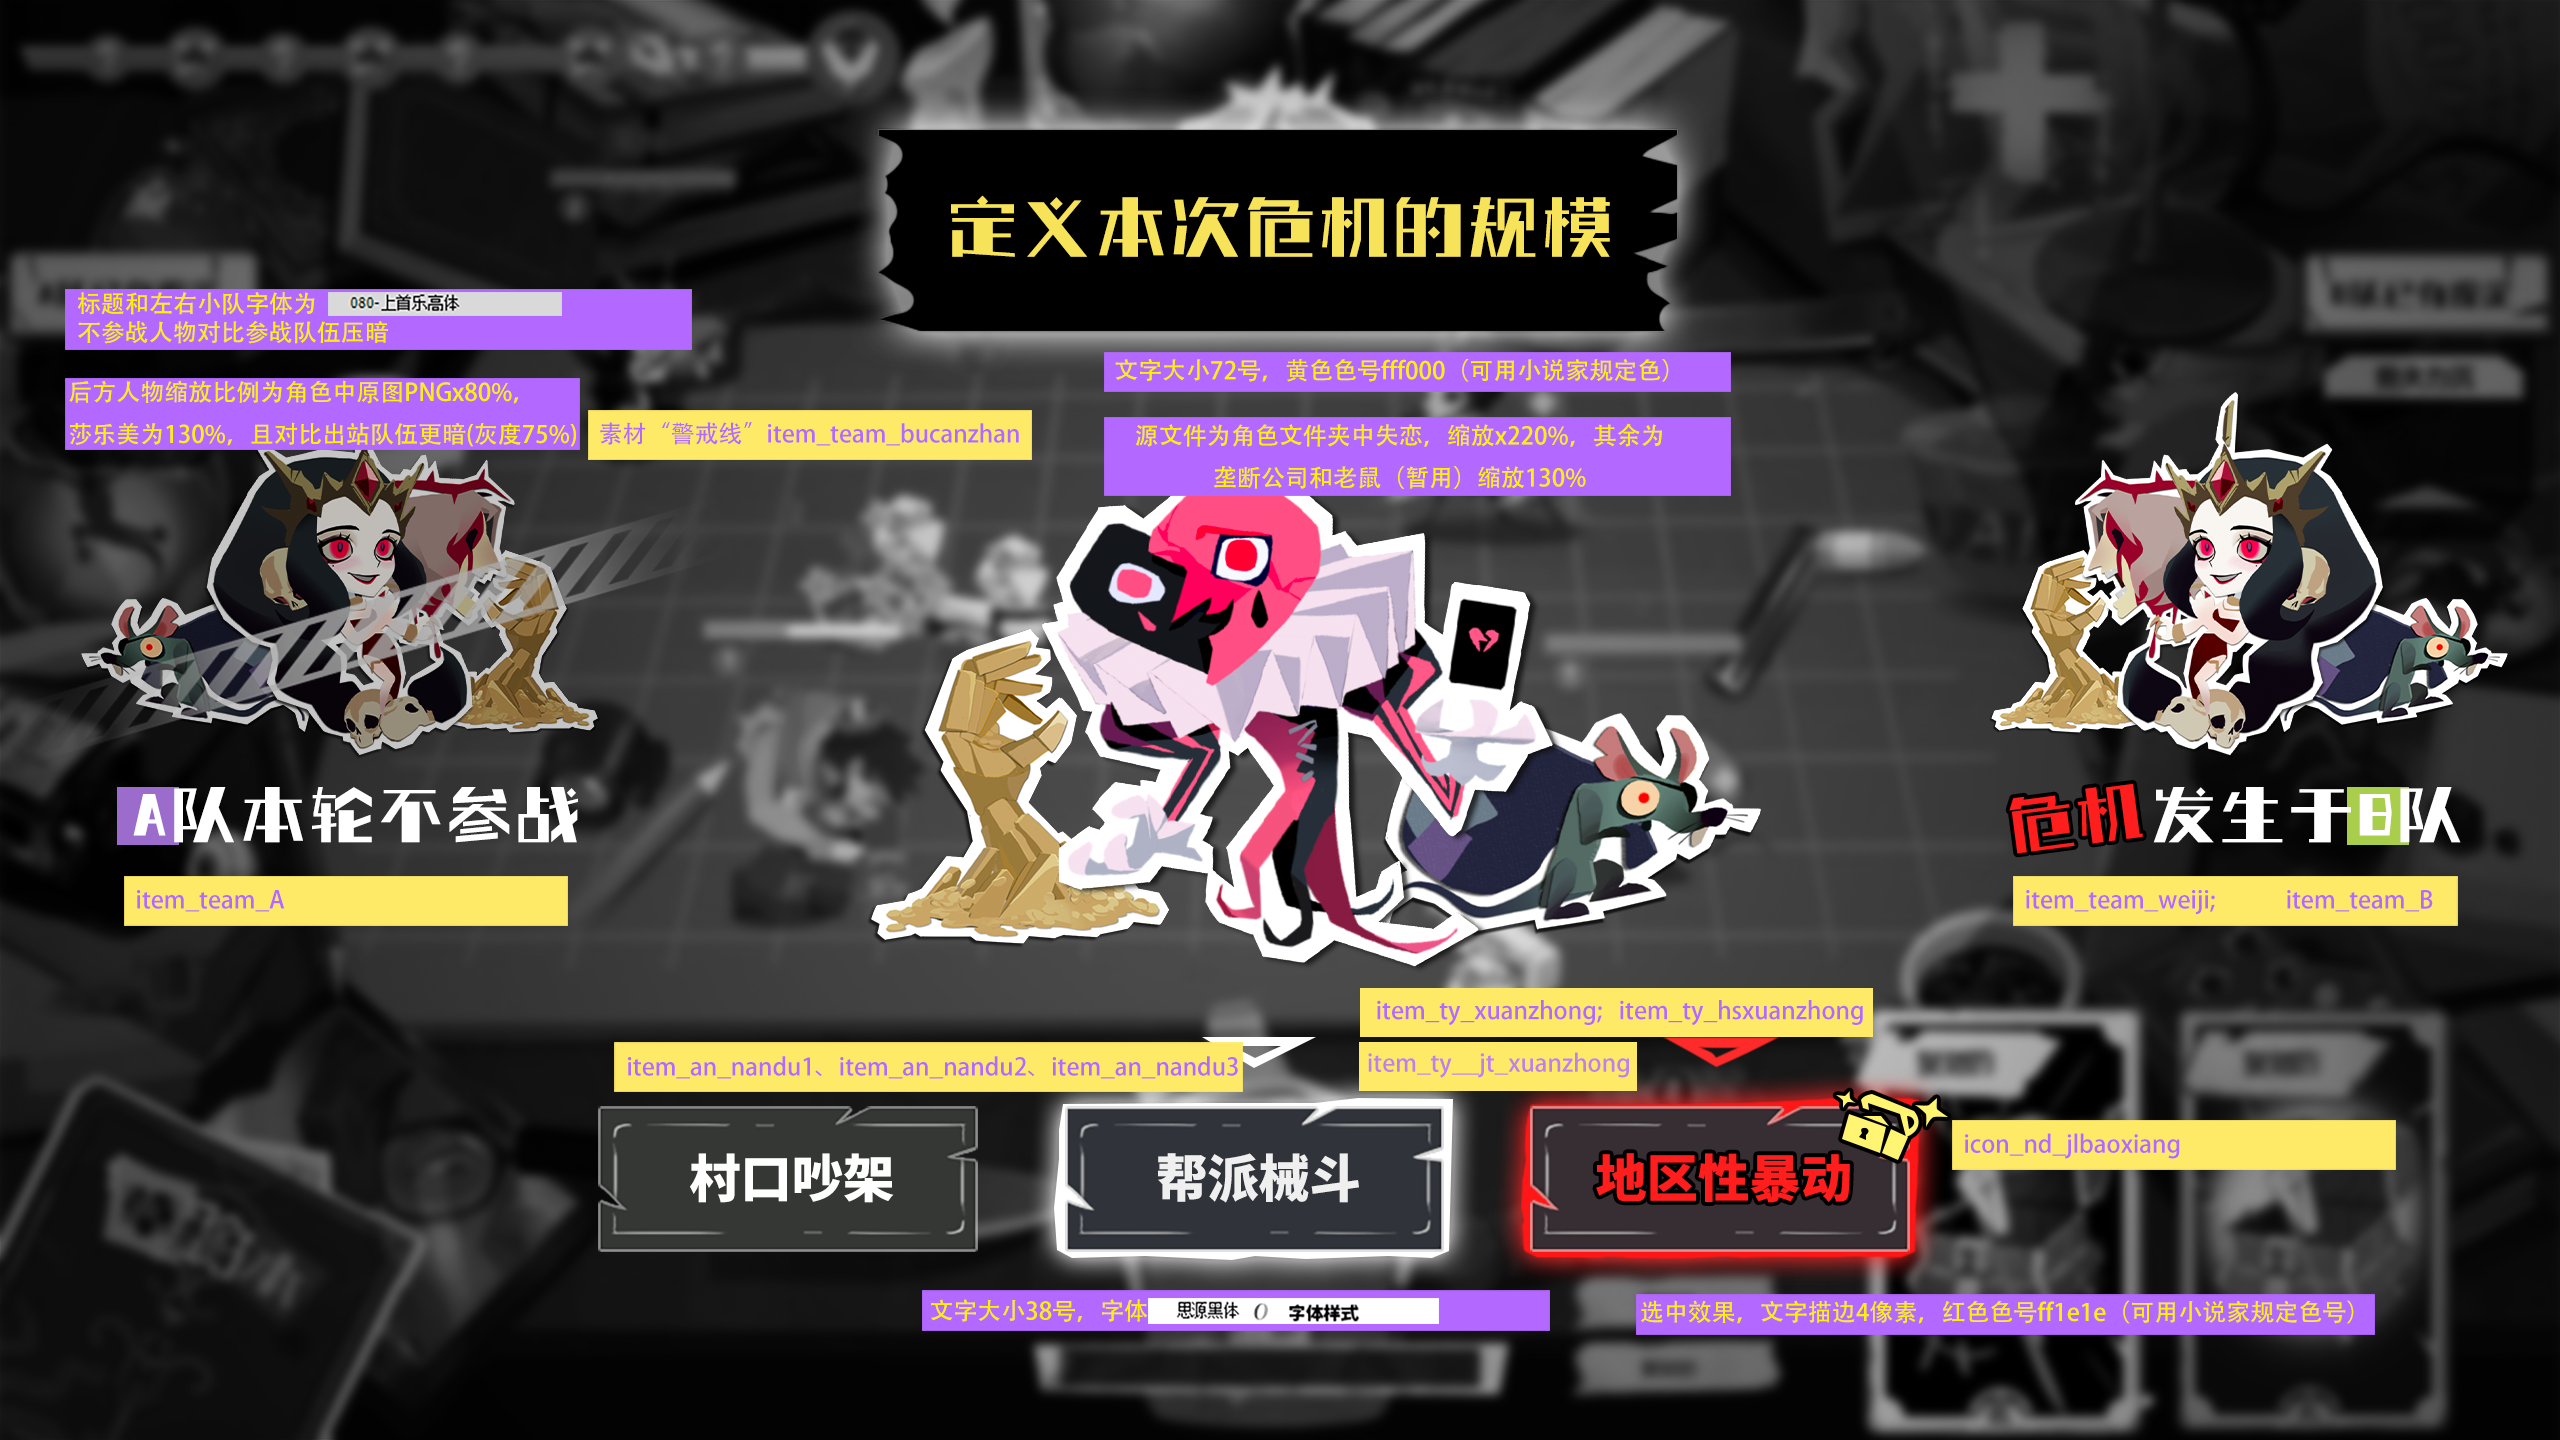 定义本次危机的规模
标题和左右小队字体为 080-上首乐高体
不参战人物对比参战队伍压暗
后方人物缩放比例为角色中原图PNGx80%,
莎乐美为130%，且对比出站队伍更暗(灰度75%)
素材“警戒线”item_team_bucanzhan
文字大小72号，黄色色号fff000（可用小说家规定色）
源文件为角色文件夹中失恋，缩放x220%，其余为
垄断公司和老鼠（暂用）缩放130%
A队本轮不参战
item_team_A
危机发生于B队
item_team_weiji; item_team_B
item_ty_xuanzhong; item_ty_hsxuanzhong
item_an_nandu1、item_an_nandu2、item_an_nandu3
item_ty__jt_xuanzhong
村口吵架
帮派械斗
地区性暴动
icon_nd_jlbaoxiang
文字大小38号，字体 思源黑体 O 字体样式
选中效果，文字描边4像素，红色色号ff1e1e（可用小说家规定色号）